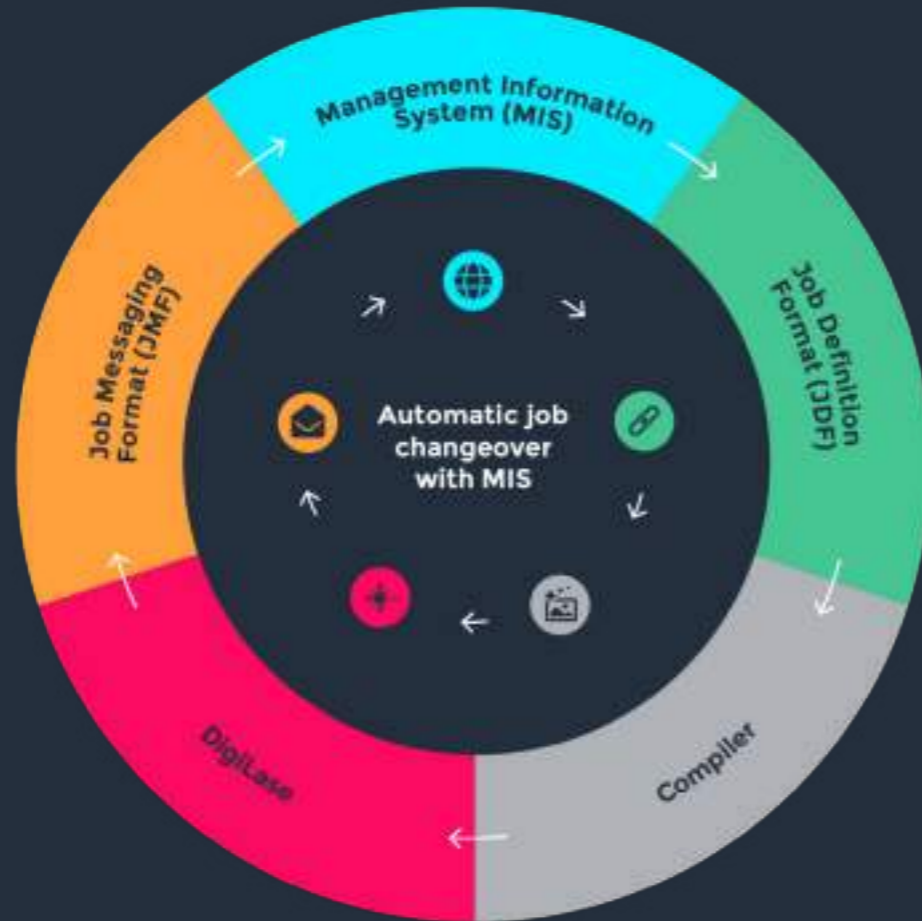 Management Information
System (MIS)
Job Definition
Format (JDF)
Compiler
DigiLase
Job Messaging
Format (JMF)
Automatic job
changeover
with MIS